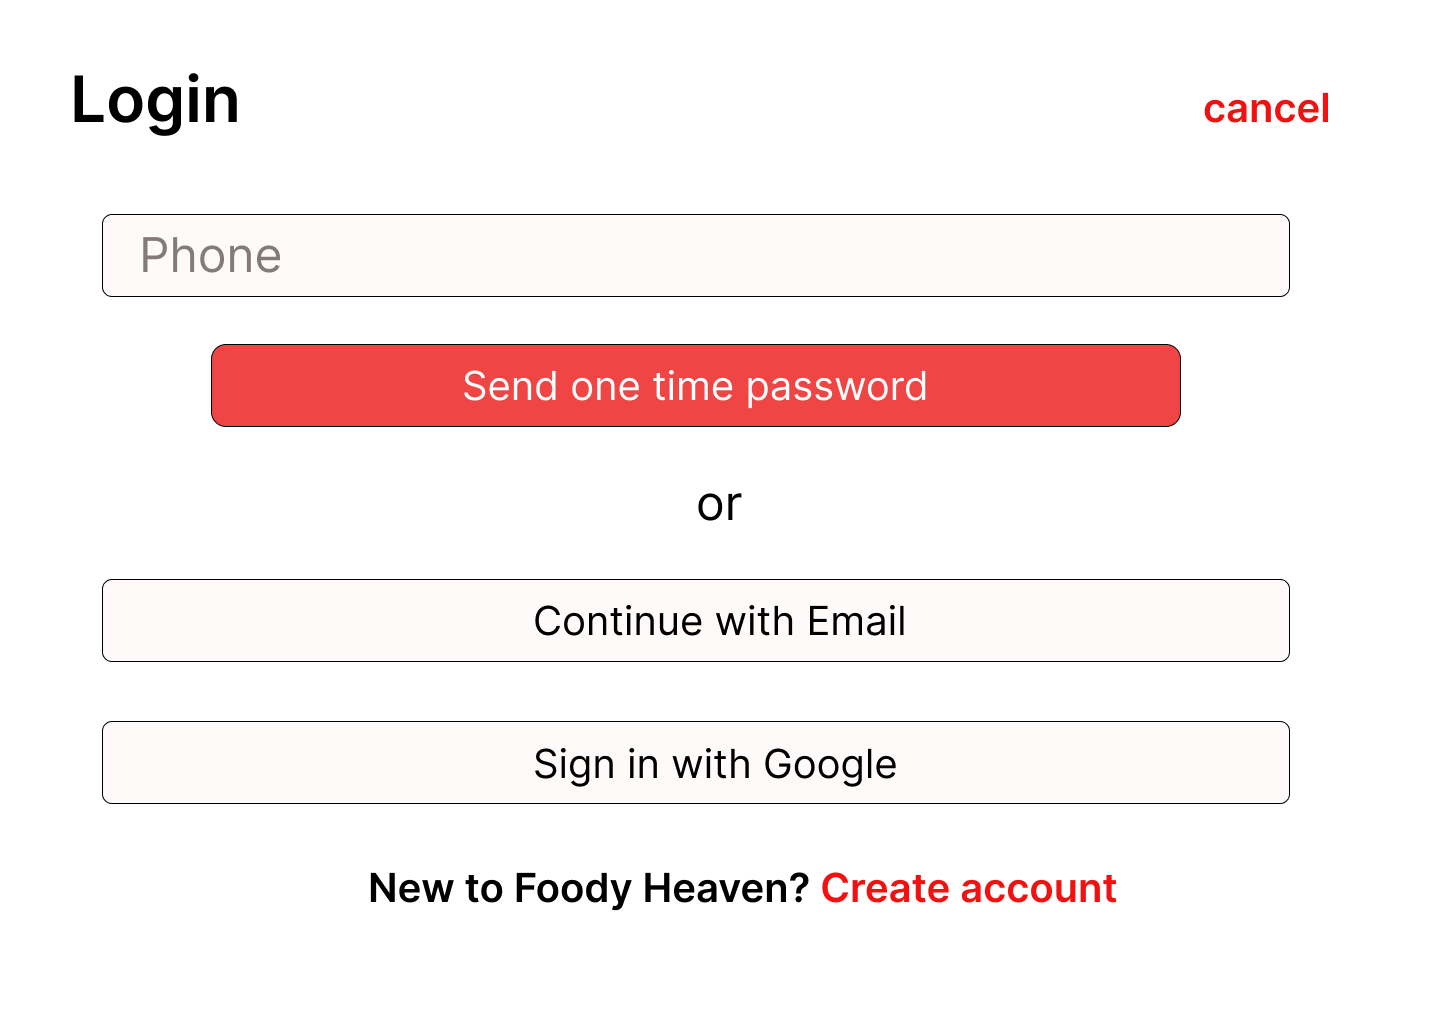 Login
cancel
Phone
Send one time password
or
Continue with Email
Sign in with Google
New to Foody Heaven? Create account